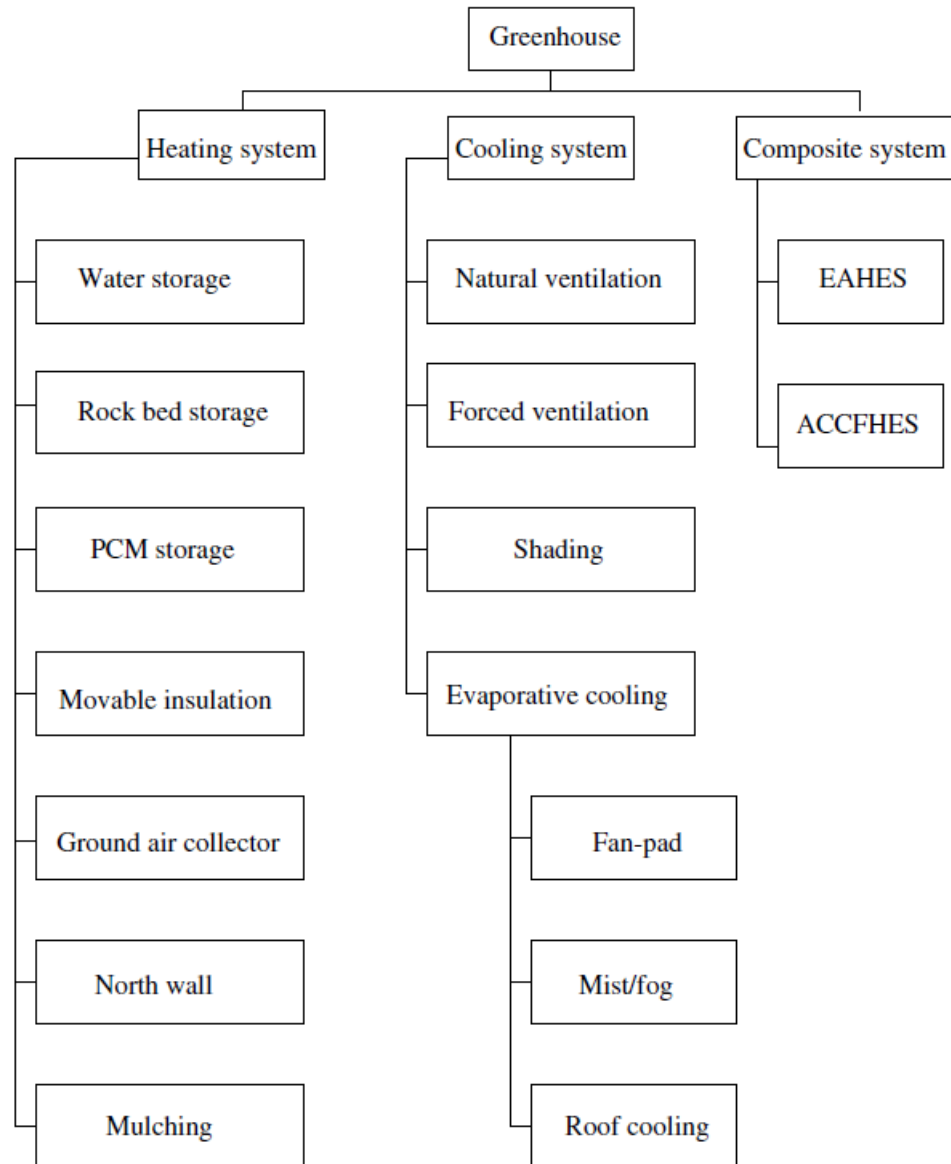 Greenhouse
Heating system
Cooling system
Composite system
Water storage
Natural ventilation
EAHES
Rock bed storage
Forced ventilation
ACCFHES
PCM storage
Shading
Movable insulation
Evaporative cooling
Ground air collector
Fan-pad
North wall
Mist/fog
Mulching
Roof cooling